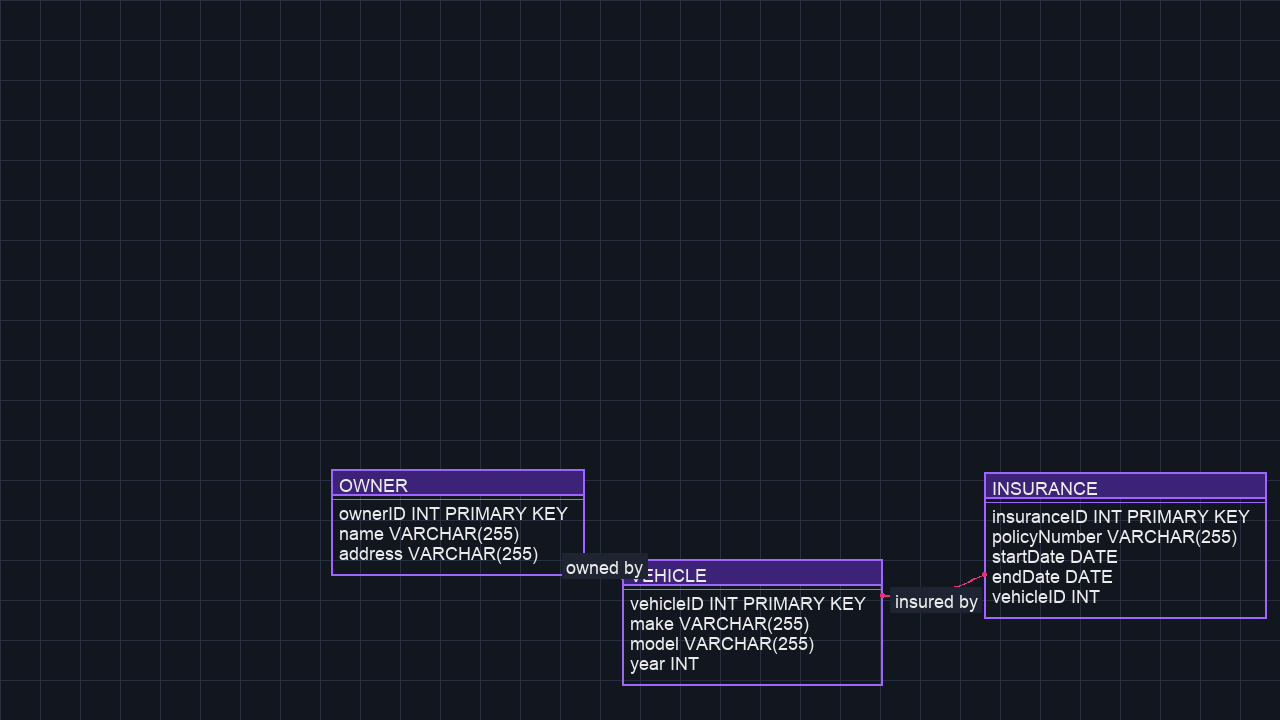 OWNER
ownerID INT PRIMARY KEY
name VARCHAR(255)
address VARCHAR(255)
owned by
VEHICLE
vehicleID INT PRIMARY KEY
make VARCHAR(255)
model VARCHAR(255)
year INT
insured by
INSURANCE
insuranceID INT PRIMARY KEY
policyNumber VARCHAR(255)
startDate DATE
endDate DATE
vehicleID INT